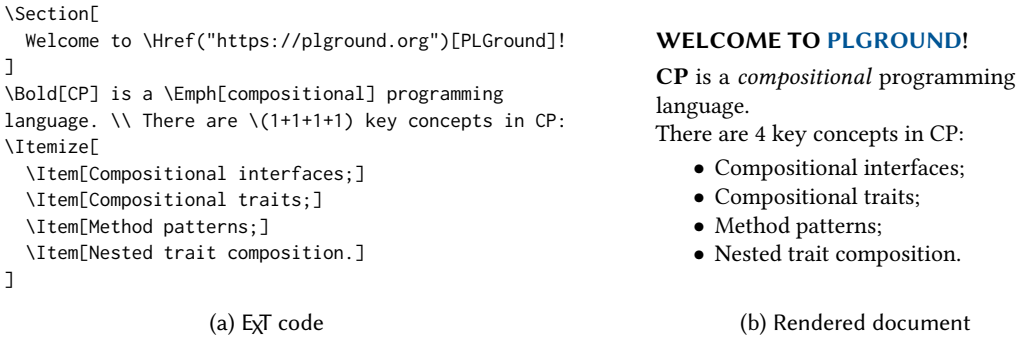 \Section[
  Welcome to \Href("https://plground.org")[PLGround]!
]
\Bold[CP] is a \Emph[compositional] programming
language. \\ There are \(1+1+1+1) key concepts in CP:
\Itemize[
  \Item[Compositional interfaces;]
  \Item[Compositional traits;]
  \Item[Method patterns;]
  \Item[Nested trait composition.]
]
(a) EXT code
WELCOME TO PLGROUND!
CP is a compositional programming
language.
There are 4 key concepts in CP:
• Compositional interfaces;
• Compositional traits;
• Method patterns;
• Nested trait composition.
(b) Rendered document